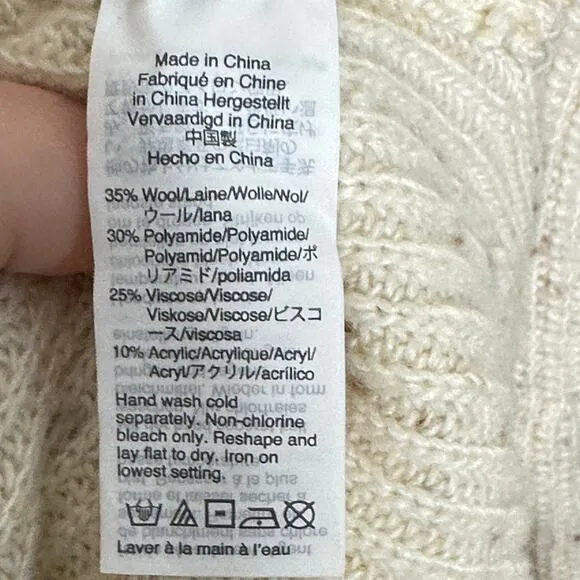 Made in China
Fabriqué en Chine
in China Hergestellt
Vervaardigd in China
中国製
Hecho en China
35% Wool/Laine/Wolle/Wol/
ウール/lana
30% Polyamide/Polyamide/
Polyamid/Polyamide/ポ
リアミド/poliamida
25% Viscose/Viscose/
Viskose/Viscose/ビスコ
ース/viscosa
10% Acrylic/Acrylique/Acryl/
Acryl/アクリル/acrílico
Hand wash cold
separately. Non-chlorine
bleach only. Reshape and
lay flat to dry. Iron on
lowest setting.
Laver à la main à l'eau